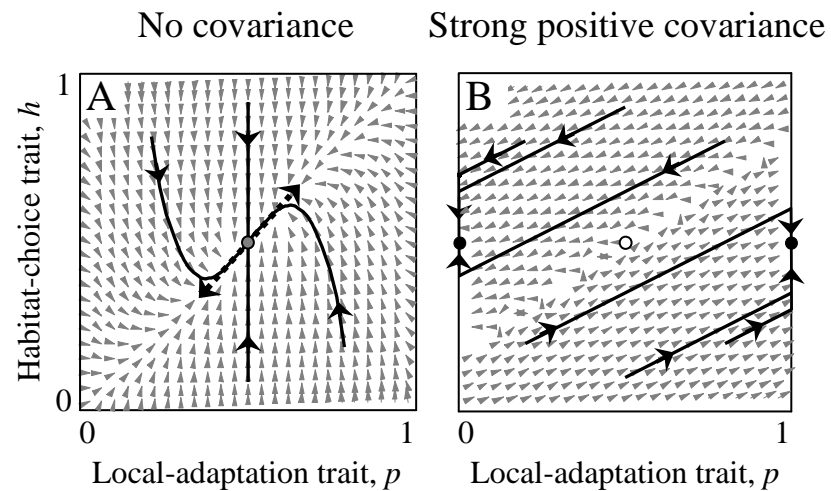 No covariance
Strong positive covariance
1
A
B
Habitat-choice trait, h
0
0
1
0
1
Local-adaptation trait, p
Local-adaptation trait, p